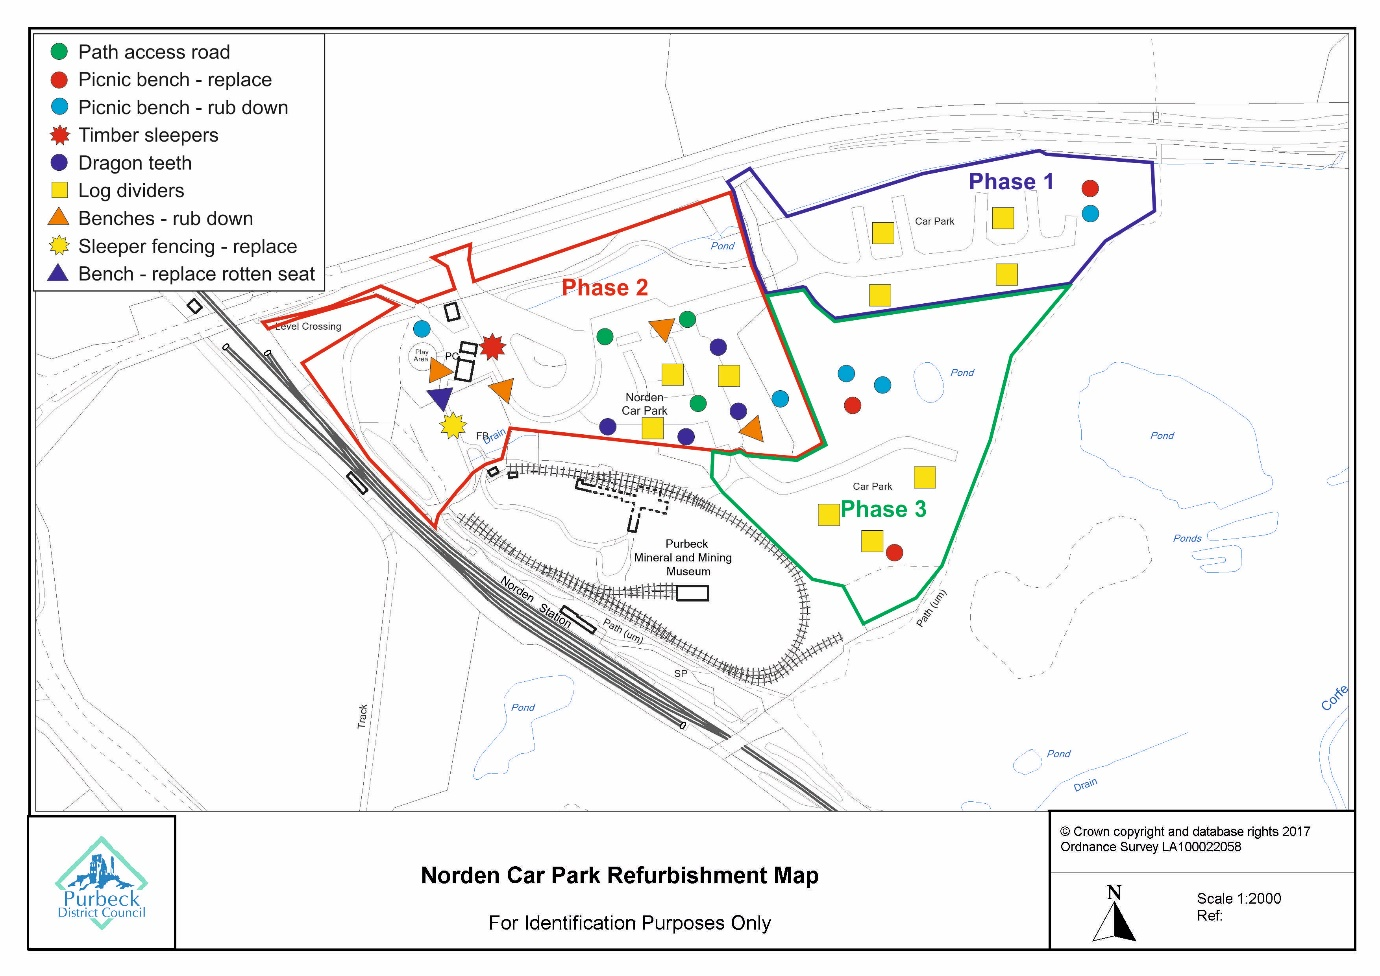 Path access road
Picnic bench - replace
Picnic bench - rub down
Timber sleepers
Dragon teeth
Log dividers
Benches - rub down
Sleeper fencing - replace
Bench - replace rotten seat
Phase 1
Car Park
Pond
Phase 2
Level Crossing
Play
Area
PC
Pond
Norden
Car Park
FB
Drain
Pond
Car Park
Phase 3
Ponds
Purbeck
Mineral and Mining
Museum
Norden Station
Path (um)
Path (um)
SP
Track
Pond
Corfe
Pond
Drain
Purbeck
District Council
Norden Car Park Refurbishment Map
For Identification Purposes Only
© Crown copyright and database rights 2017
Ordnance Survey LA100022058
N
Scale 1:2000
Ref: